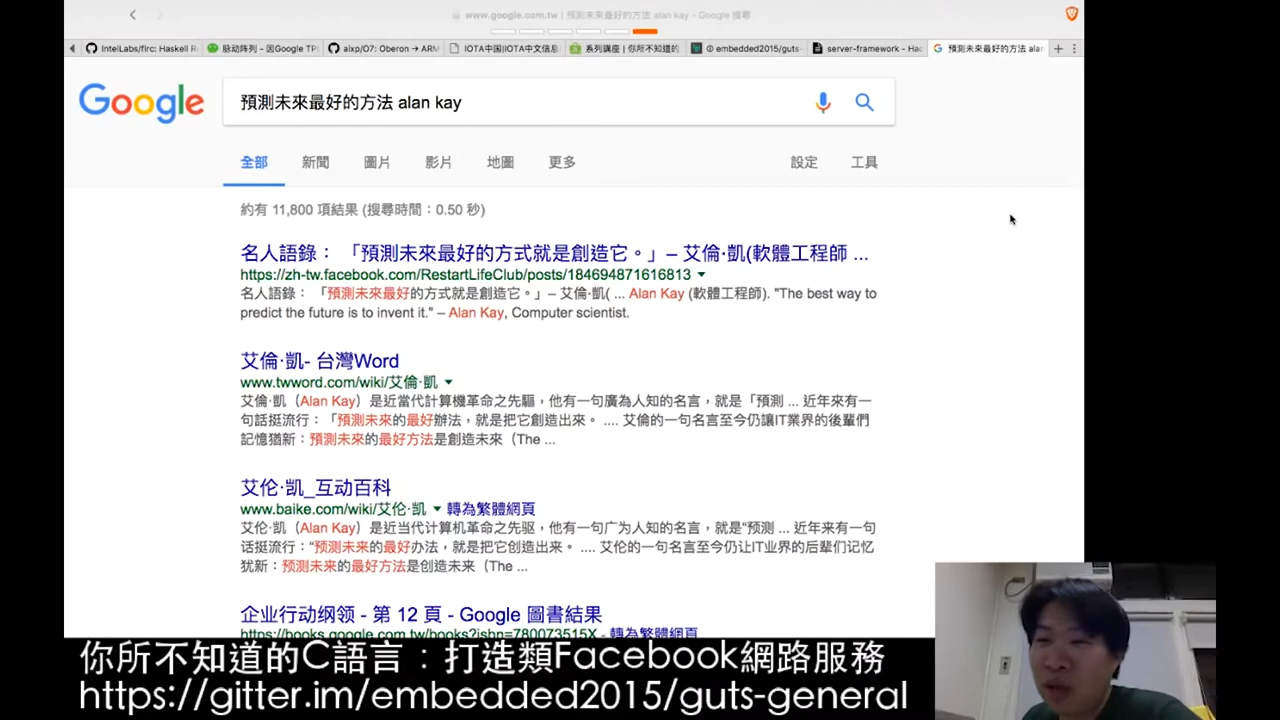 www.google.com.tw | 預測未來最好的方法 alan kay - Google 搜尋
IntelLabs/flrc: Haskell R
脉动阵列 - 因Google TP
aixp/O7: Oberon → ARM
IOTA中国|IOTA中文信息
系列講座 | 你所不知道的
embedded2015/guts-
server-framework - Hac
預測未來最好的方法 alan
Google
預測未來最好的方法 alan kay
全部 新聞 圖片 影片 地圖 更多 設定 工具
約有 11,800 項結果 (搜尋時間：0.50 秒)
名人語錄： 「預測未來最好的方式就是創造它。」– 艾倫·凱(軟體工程師 ...
https://zh-tw.facebook.com/RestartLifeClub/posts/184694871616813
名人語錄： 「預測未來最好的方式就是創造它。」– 艾倫·凱( ... Alan Kay (軟體工程師). "The best way to
predict the future is to invent it." – Alan Kay, Computer scientist.
艾倫·凱- 台灣Word
www.twword.com/wiki/艾倫·凱
艾倫·凱（Alan Kay）是近當代計算機革命之先驅，他有一句廣為人知的名言，就是「預測 ... 近年來有一
句話挺流行：「預測未來的最好辦法，就是把它創造出來。 .... 艾倫的一句名言至今仍讓IT業界的後輩們
記憶猶新：預測未來的最好方法是創造未來（The ...
艾伦·凯_互动百科
www.baike.com/wiki/艾伦·凯 轉為繁體網頁
艾伦·凯（Alan Kay）是近当代计算机革命之先驱，他有一句广为人知的名言，就是“预测 ... 近年来有一句
话挺流行：“预测未来的最好办法，就是把它创造出来。 .... 艾伦的一句名言至今仍让IT业界的后辈们记忆
犹新：预测未来的最好方法是创造未来（The ...
企业行动纲领 - 第 12 頁 - Google 圖書結果
https://books.google.com.tw/books?isbn=780073515X - 轉為繁體網頁
你所不知道的C語言：打造類Facebook網路服務
https://gitter.im/embedded2015/guts-general